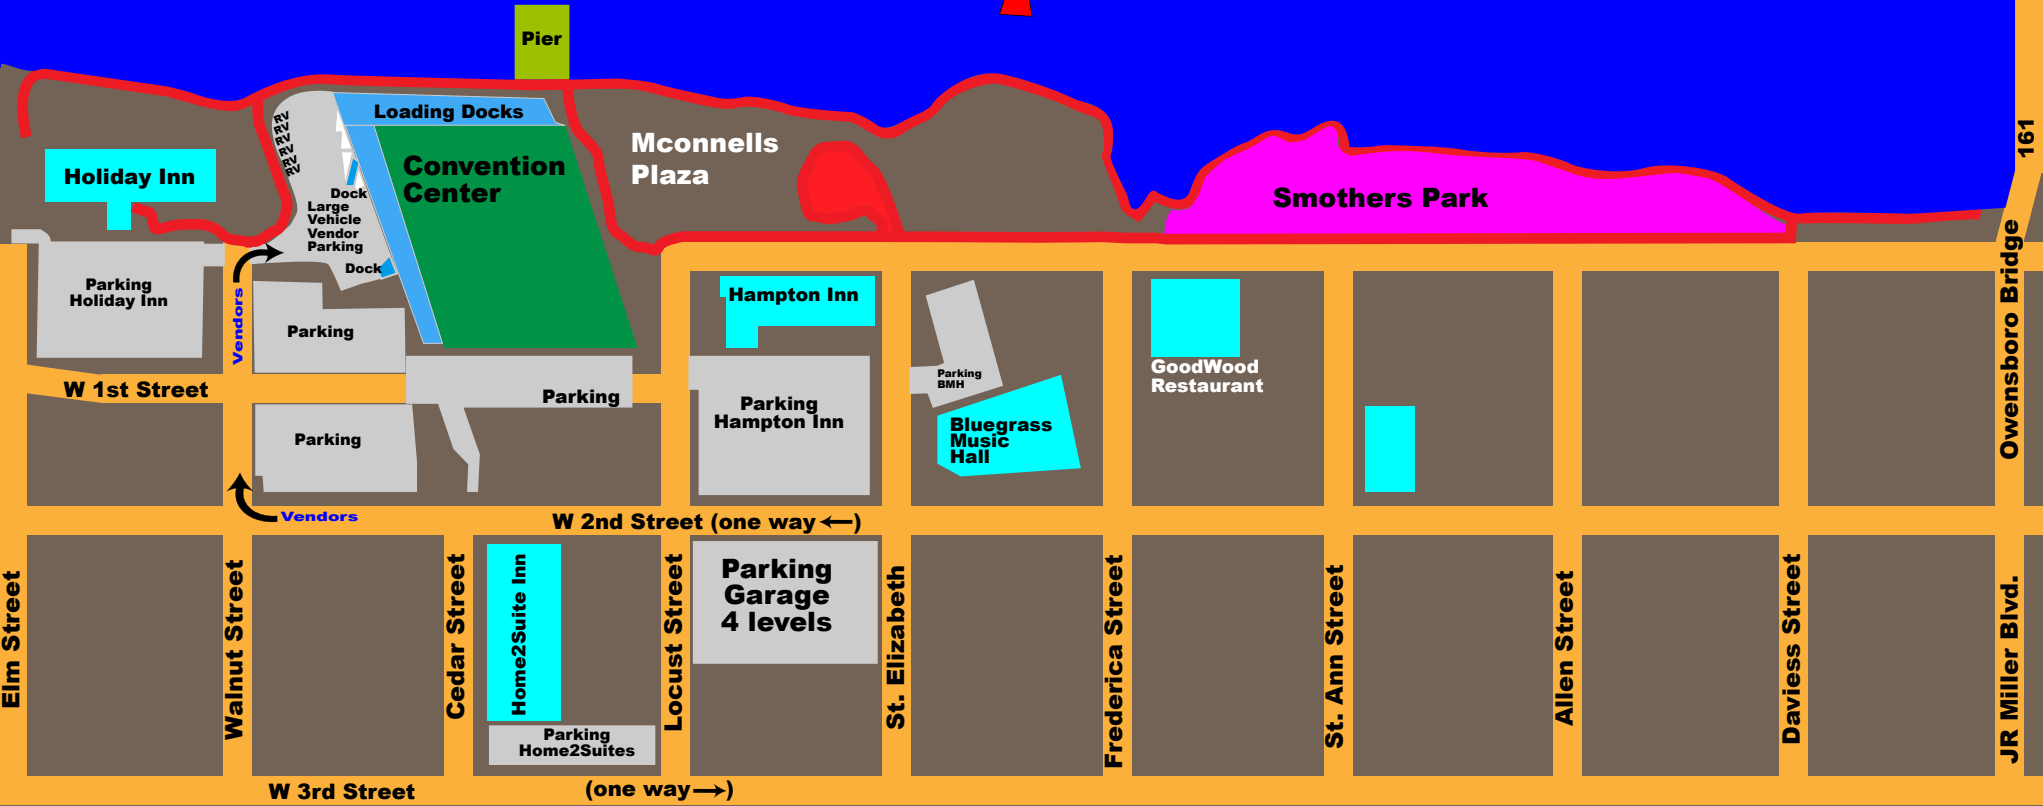 Pier
Loading Docks
RV
RV
RV
RV
RV
RV
Convention
Center
Mconnells
Plaza
161
Holiday Inn
Dock
Large
Vehicle
Vendor
Parking
Smothers Park
Dock
Parking
Holiday Inn
Vendors
Parking
Hampton Inn
Owensboro Bridge
GoodWood
Restaurant
Parking
BMH
W 1st Street
Parking
Parking
Hampton Inn
Bluegrass
Music
Hall
Parking
Vendors
W 2nd Street (one way ←)
Elm Street
Walnut Street
Cedar Street
Home2Suite Inn
Locust Street
Parking
Garage
4 levels
St. Elizabeth
Frederica Street
St. Ann Street
Allen Street
Daviess Street
JR Miller Blvd.
Parking
Home2Suites
W 3rd Street
(one way →)